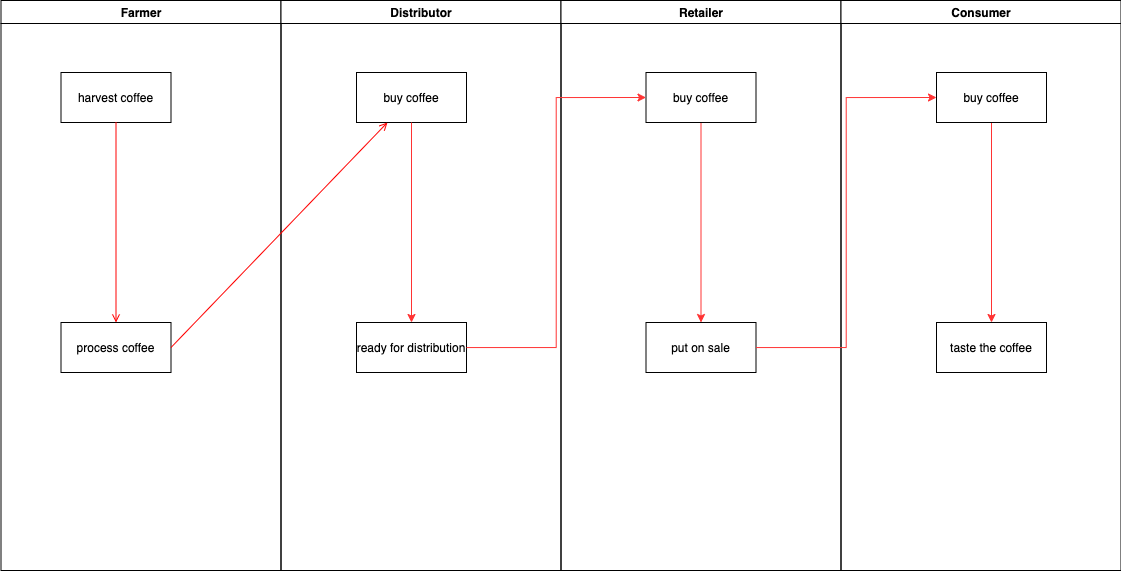 Farmer
Distributor
Retailer
Consumer
harvest coffee
buy coffee
buy coffee
buy coffee
process coffee
ready for distribution
put on sale
taste the coffee